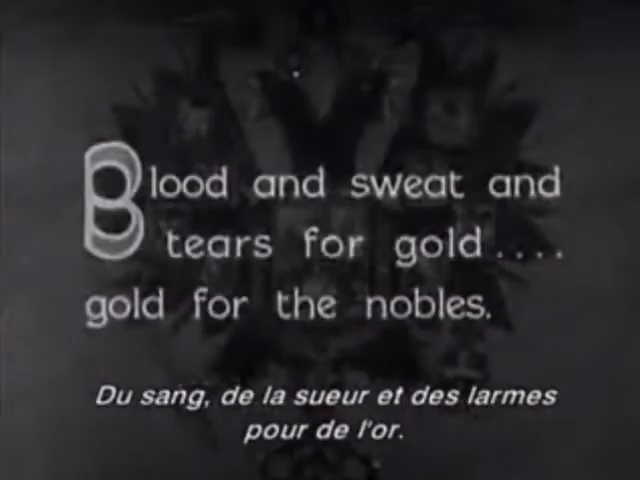 Blood and sweat and
tears for gold....
gold for the nobles.
Du sang, de la sueur et des larmes
pour de l'or.